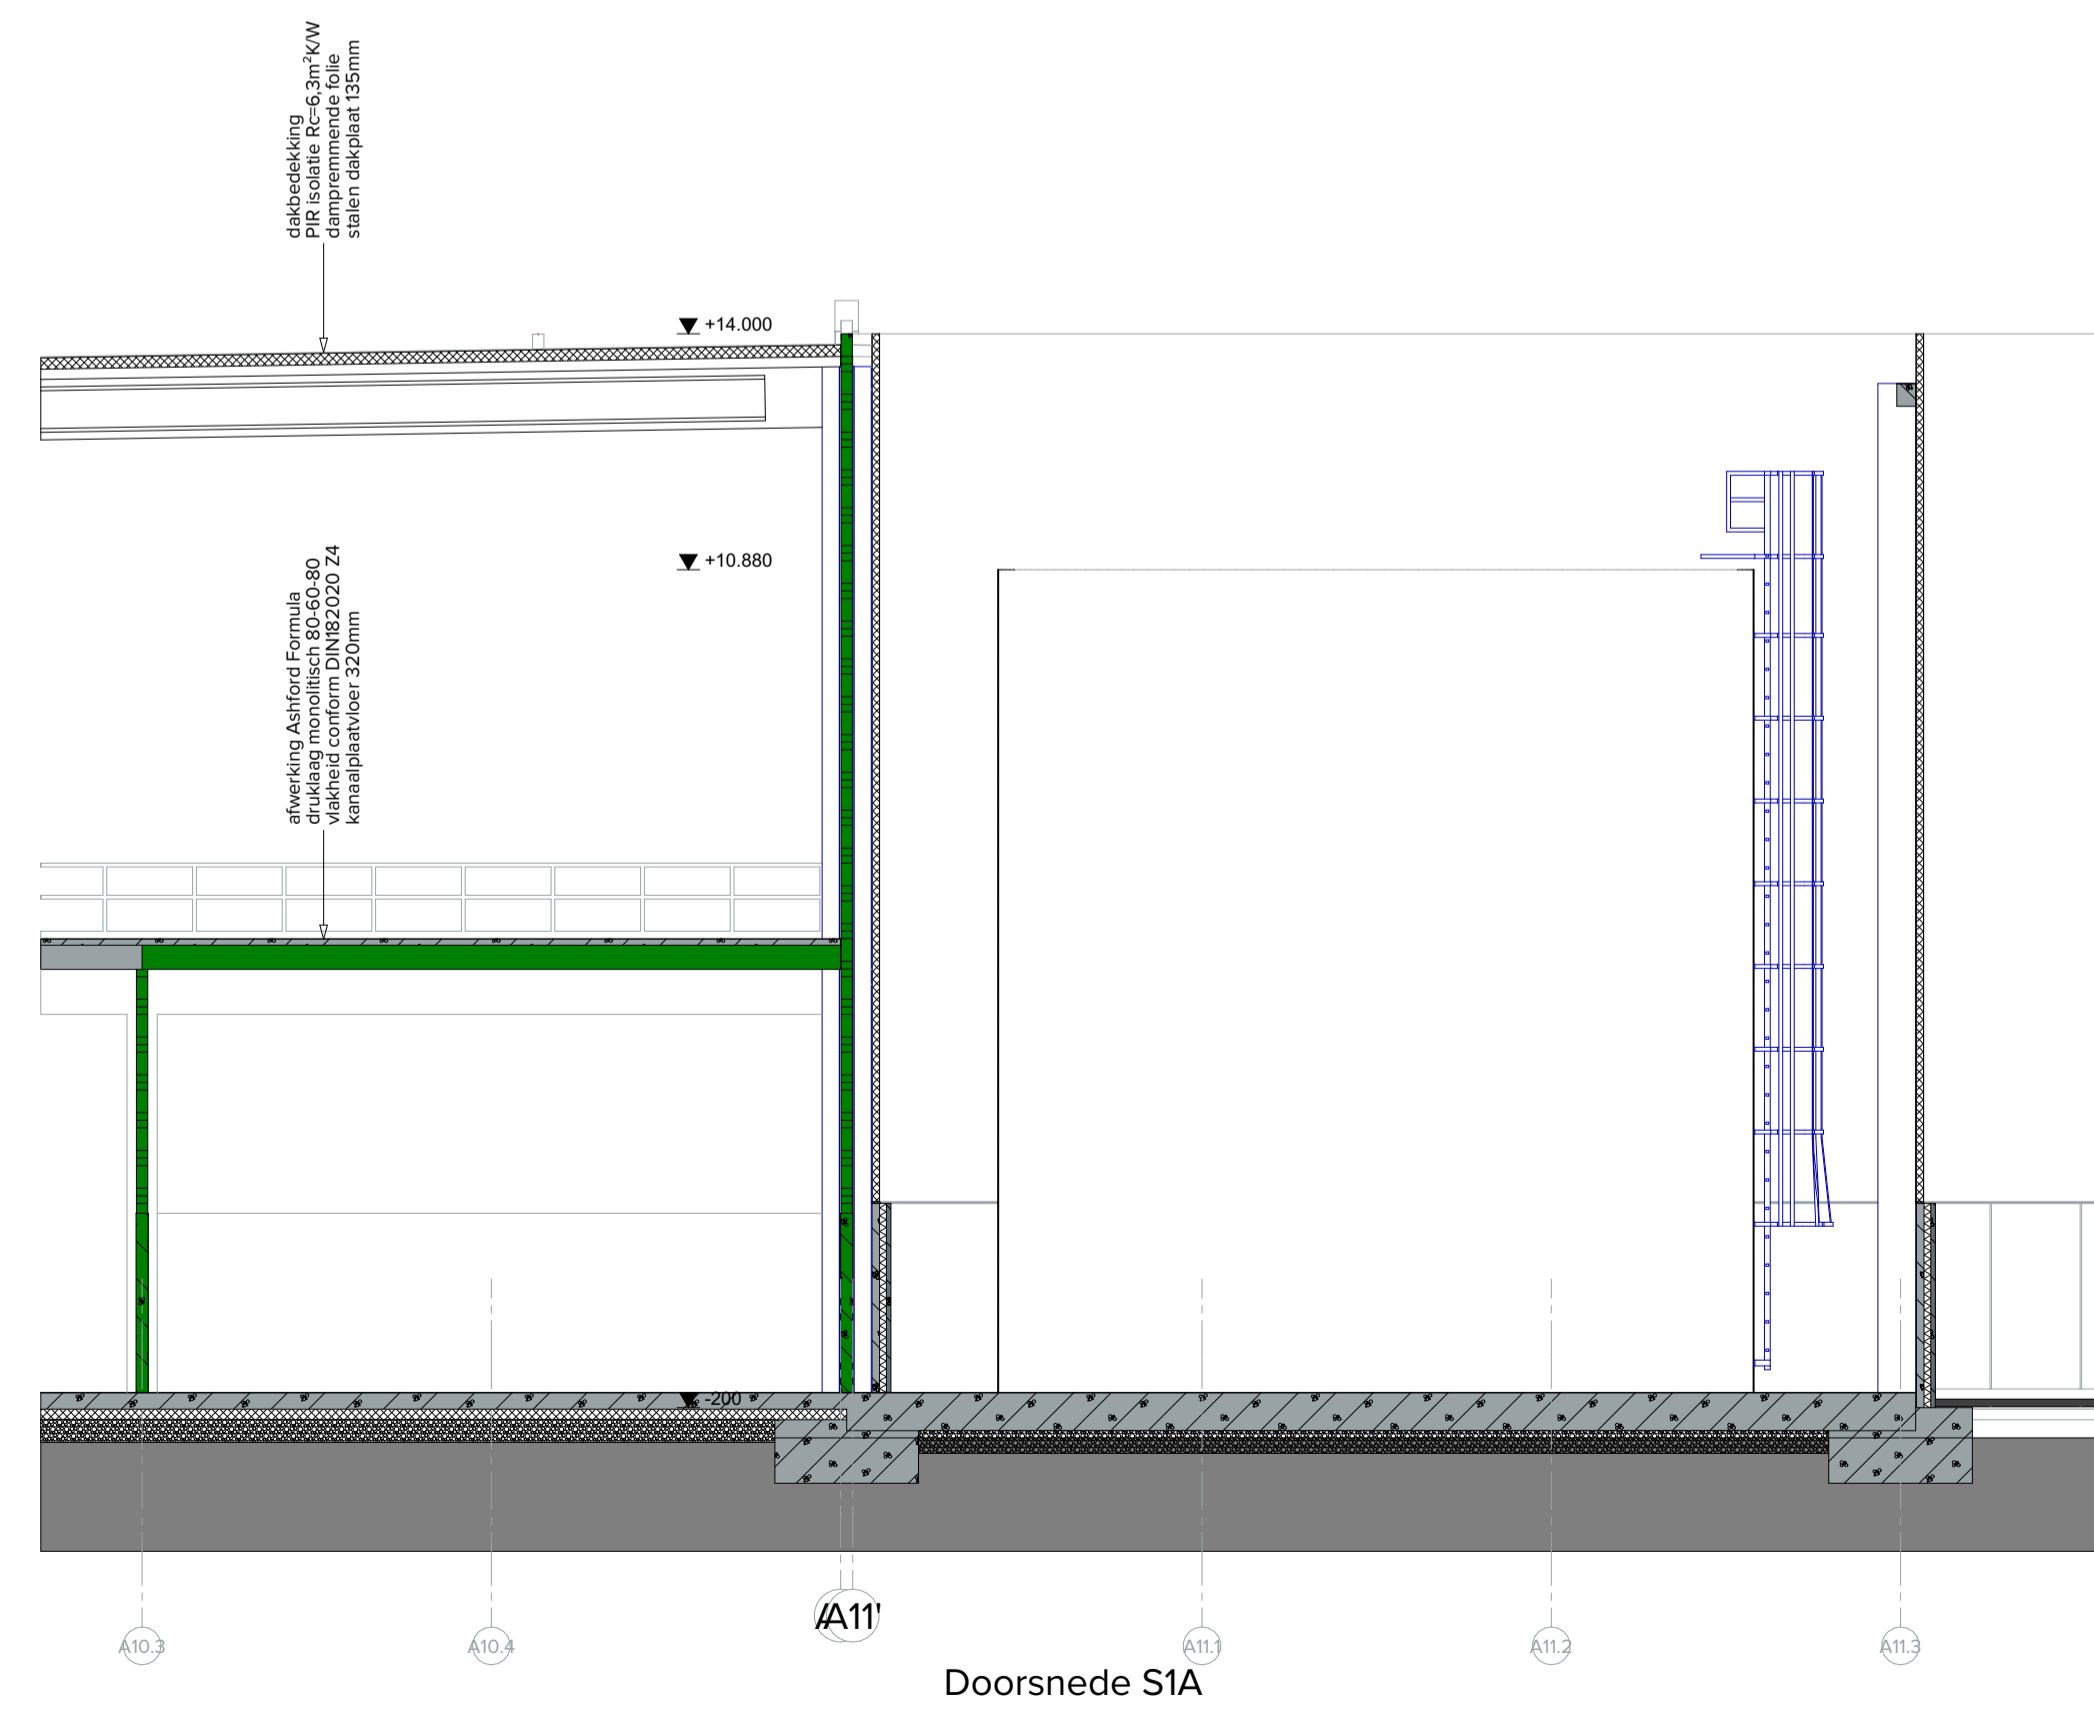 dakbedekking
PIR isolatie Rc=6,3m²K/W
dampremmende folie
stalen dakplaat 135mm
+14.000
+10.880
afwerking Ashford Formula
druklaag monolitisch 80-60-80
vlakheid conform DIN182020 Z4
kanaalplaatvloer 320mm
-200
A11'
A10.3
A10.4
A11.1
A11.2
A11.3
Doorsnede S1A